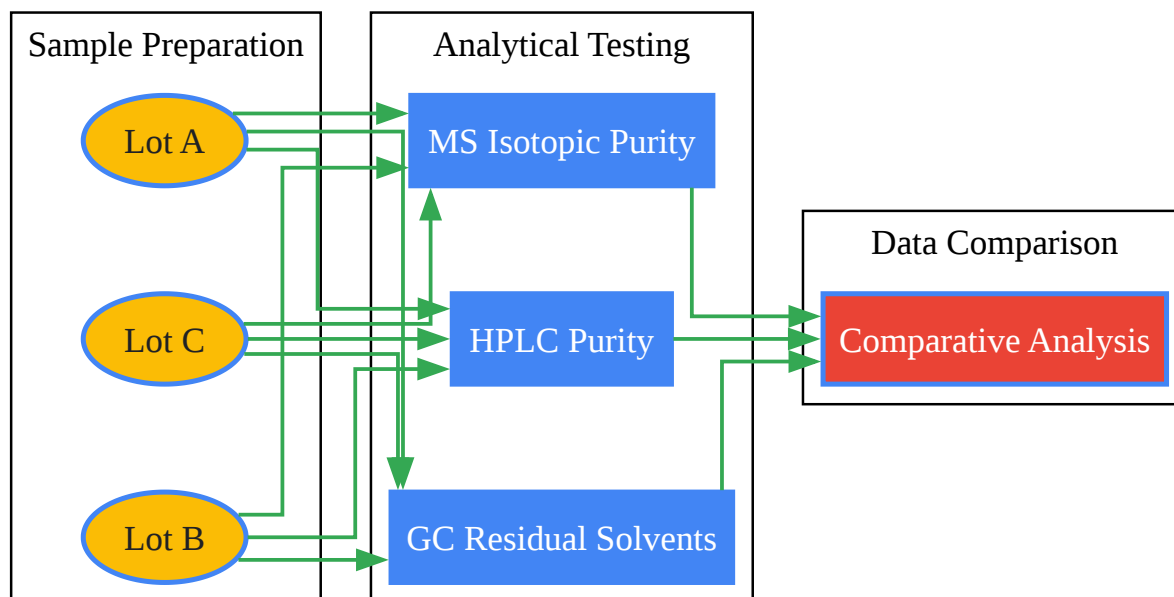 Sample Preparation
Lot A
Lot C
Lot B
Analytical Testing
MS Isotopic Purity
HPLC Purity
GC Residual Solvents
Data Comparison
Comparative Analysis